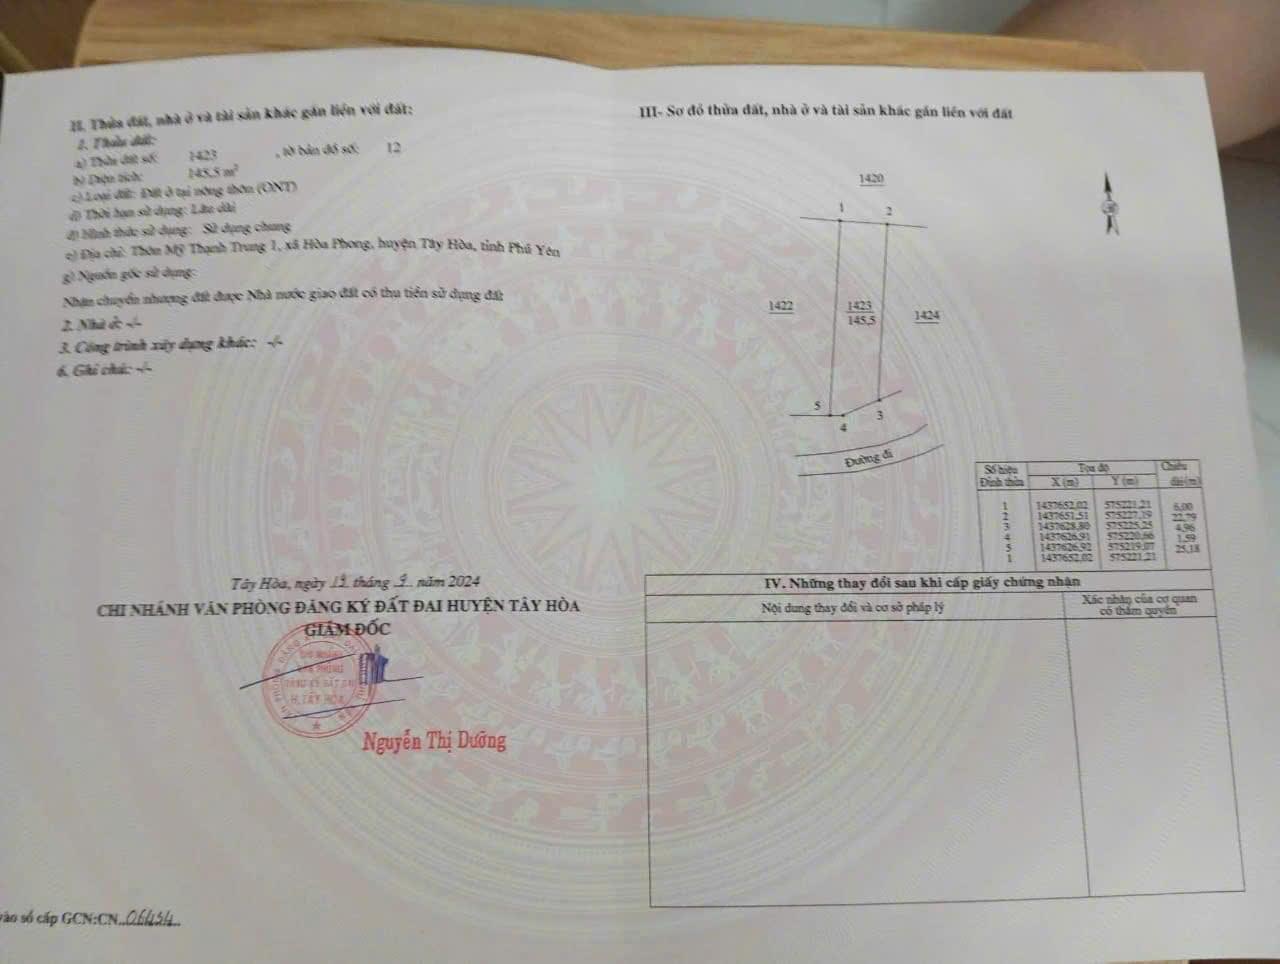 II. Thửa đất, nhà ở và tài sản khác gắn liền với đất:
1. Thửa đất:
a) Thửa đất số: 1423 , tờ bản đồ số: 12
b) Diện tích: 145,5 m²
c) Loại đất: Đất ở tại nông thôn (ONT)
d) Thời hạn sử dụng: Lâu dài
đ) Hình thức sử dụng: Sử dụng chung
e) Địa chỉ: Thôn Mỹ Thạnh Trung 1, xã Hòa Phong, huyện Tây Hòa, tỉnh Phú Yên
g) Nguồn gốc sử dụng:
Nhận chuyển nhượng đất được Nhà nước giao đất có thu tiền sử dụng đất
2. Nhà ở: -/-
3. Công trình xây dựng khác: -/-
6. Ghi chú: -/-
Tây Hòa, ngày 12 tháng 9 năm 2024
CHI NHÁNH VĂN PHÒNG ĐĂNG KÝ ĐẤT ĐAI HUYỆN TÂY HÒA
GIÁM ĐỐC
CHI NHÁNH
VĂN PHÒNG
ĐĂNG KÝ ĐẤT ĐAI
H. TÂY HÒA
Nguyễn Thị Dưỡng
vào sổ cấp GCN:CN..06454..
III- Sơ đồ thửa đất, nhà ở và tài sản khác gắn liền với đất
1420
1 2
1422 1423 1424
145,5
5 4 3
Đường đi
Số hiệu Đỉnh thửa Tọa độ Chiều dài (m)
X (m) Y (m)
1 1437652,02 575221,21 6,00
2 1437651,51 575227,19 22,79
3 1437628,80 575225,25 4,96
4 1437626,91 575220,66 1,59
5 1437626,92 575219,07 25,18
1 1437652,02 575221,21
IV. Những thay đổi sau khi cấp giấy chứng nhận
Nội dung thay đổi và cơ sở pháp lý Xác nhận của cơ quan
có thẩm quyền